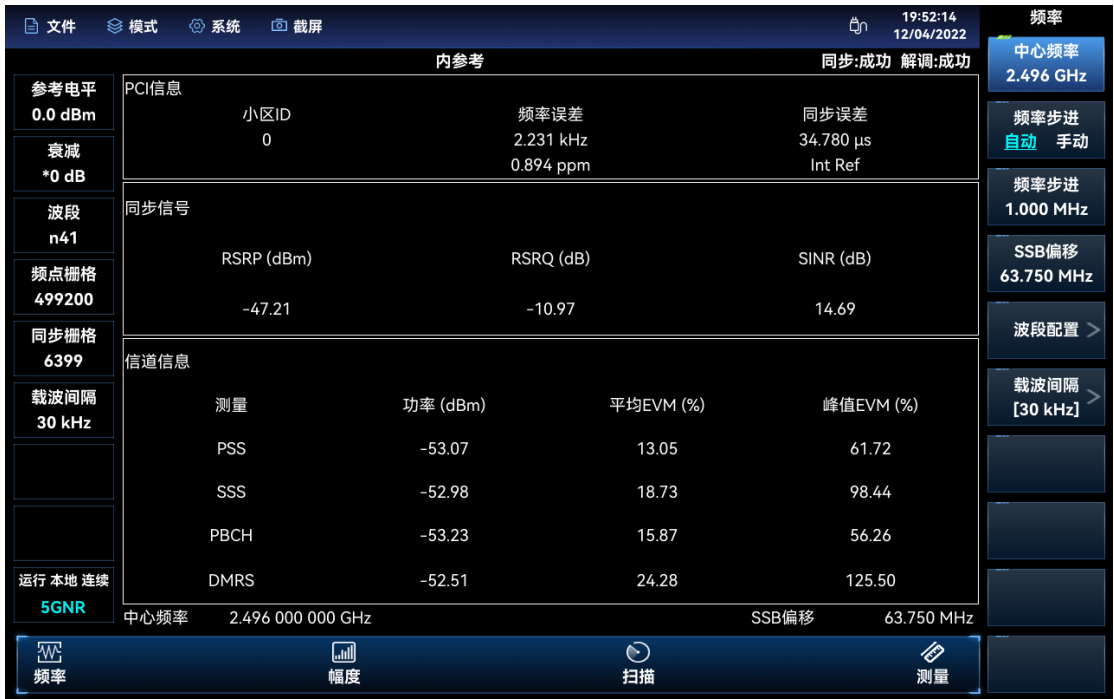 文件 模式 系统 截屏 19:52:14
12/04/2022
内参考 同步:成功 解调:成功
参考电平
0.0 dBm
衰减
*0 dB
波段
n41
频点栅格
499200
同步栅格
6399
载波间隔
30 kHz
运行 本地 连续
5GNR
PCI信息
小区ID 频率误差 同步误差
0 2.231 kHz 34.780 μs
0.894 ppm Int Ref
同步信号
RSRP (dBm) RSRQ (dB) SINR (dB)
-47.21 -10.97 14.69
信道信息
测量 功率 (dBm) 平均EVM (%) 峰值EVM (%)
PSS -53.07 13.05 61.72
SSS -52.98 18.73 98.44
PBCH -53.23 15.87 56.26
DMRS -52.51 24.28 125.50
中心频率 2.496 000 000 GHz SSB偏移 63.750 MHz
频率
中心频率
2.496 GHz
频率步进
自动 手动
频率步进
1.000 MHz
SSB偏移
63.750 MHz
波段配置 >
载波间隔 >
[30 kHz]
频率 幅度 扫描 测量